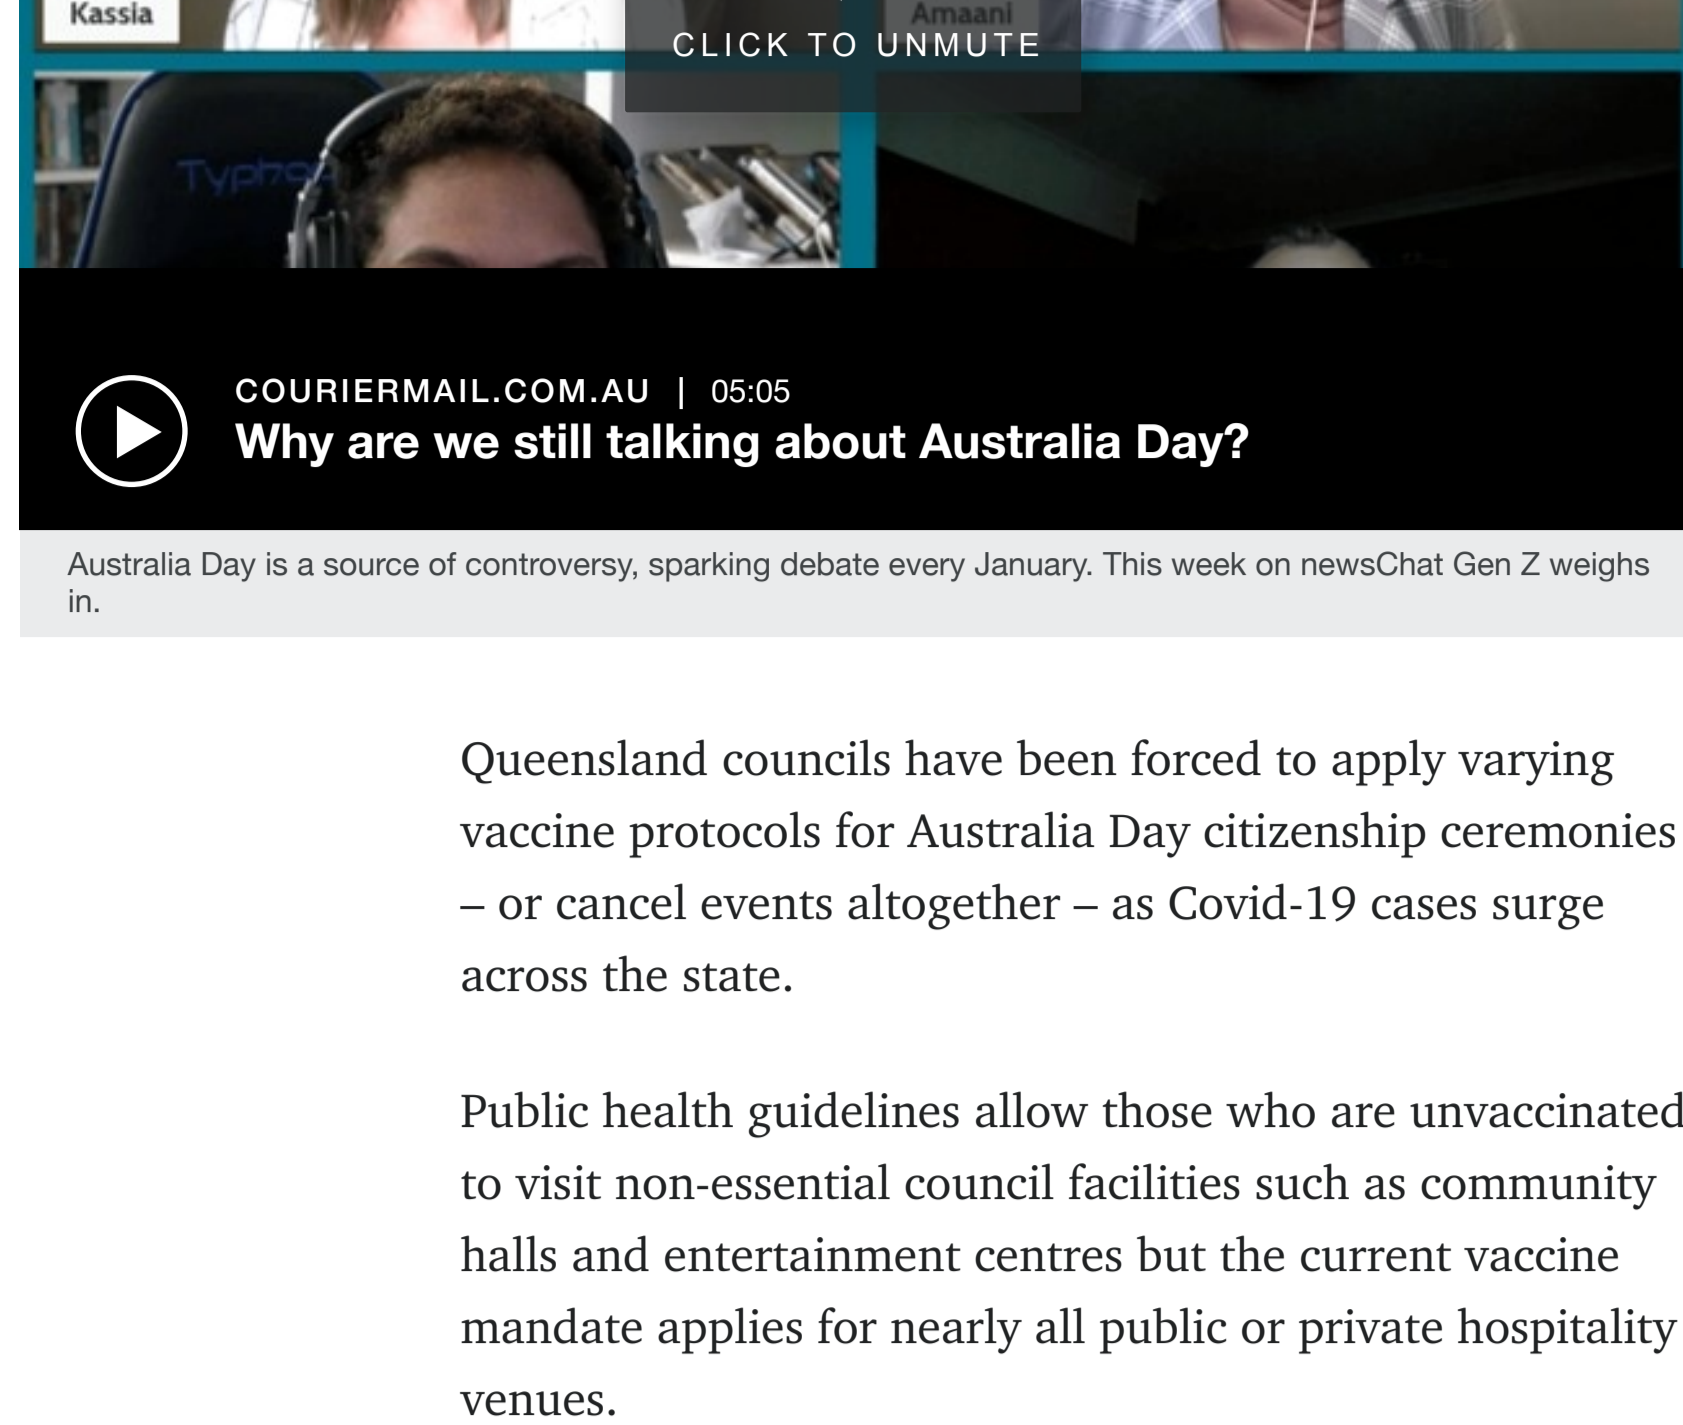 Kassia
Amaani
CLICK TO UNMUTE
Typhoo
COURIERMAIL.COM.AU | 05:05
Why are we still talking about Australia Day?
Australia Day is a source of controversy, sparking debate every January. This week on newsChat Gen Z weighs
in.
Queensland councils have been forced to apply varying
vaccine protocols for Australia Day citizenship ceremonies
– or cancel events altogether – as Covid-19 cases surge
across the state.
Public health guidelines allow those who are unvaccinated
to visit non-essential council facilities such as community
halls and entertainment centres but the current vaccine
mandate applies for nearly all public or private hospitality
venues.